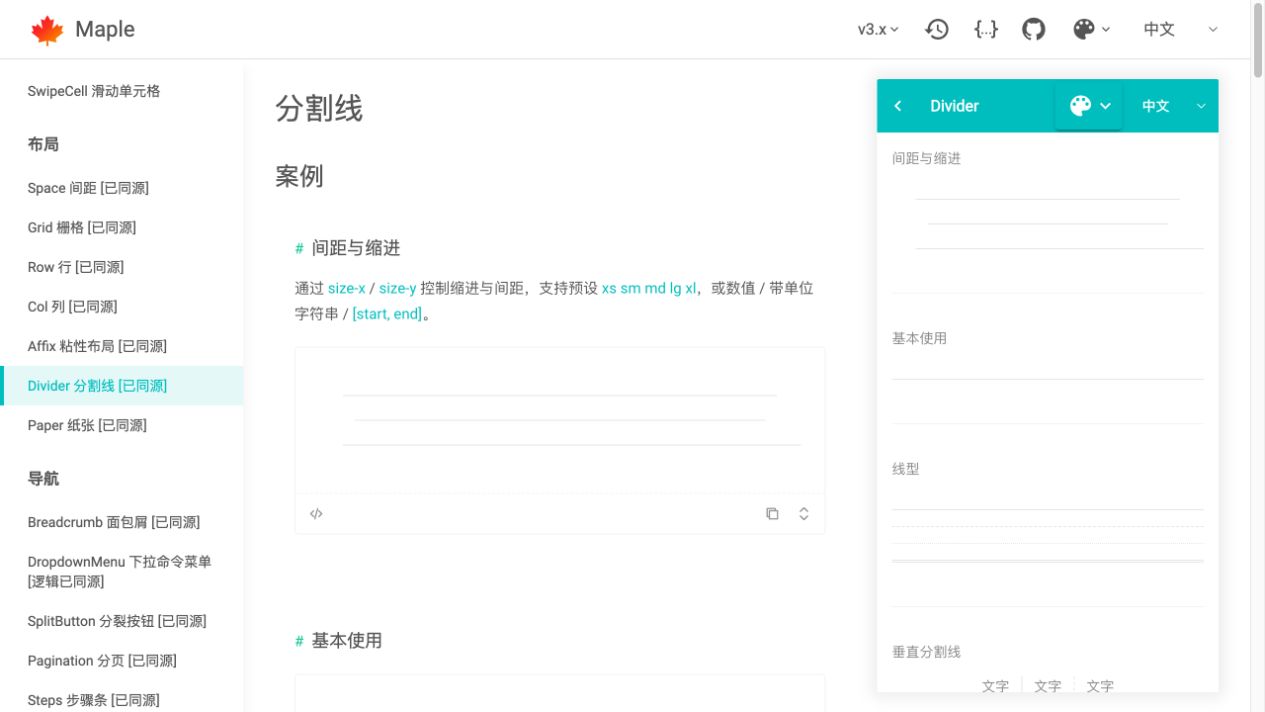 Maple
v3.x
中文
SwipeCell 滑动单元格
布局
Space 间距 [已同源]
Grid 栅格 [已同源]
Row 行 [已同源]
Col 列 [已同源]
Affix 粘性布局 [已同源]
Divider 分割线 [已同源]
Paper 纸张 [已同源]
导航
Breadcrumb 面包屑 [已同源]
DropdownMenu 下拉命令菜单
[逻辑已同源]
SplitButton 分裂按钮 [已同源]
Pagination 分页 [已同源]
Steps 步骤条 [已同源]
分割线
案例
# 间距与缩进
通过 size-x / size-y 控制缩进与间距，支持预设 xs sm md lg xl，或数值 / 带单位
字符串 / [start, end]。
# 基本使用
Divider
中文
间距与缩进
基本使用
线型
垂直分割线
文字 文字 文字